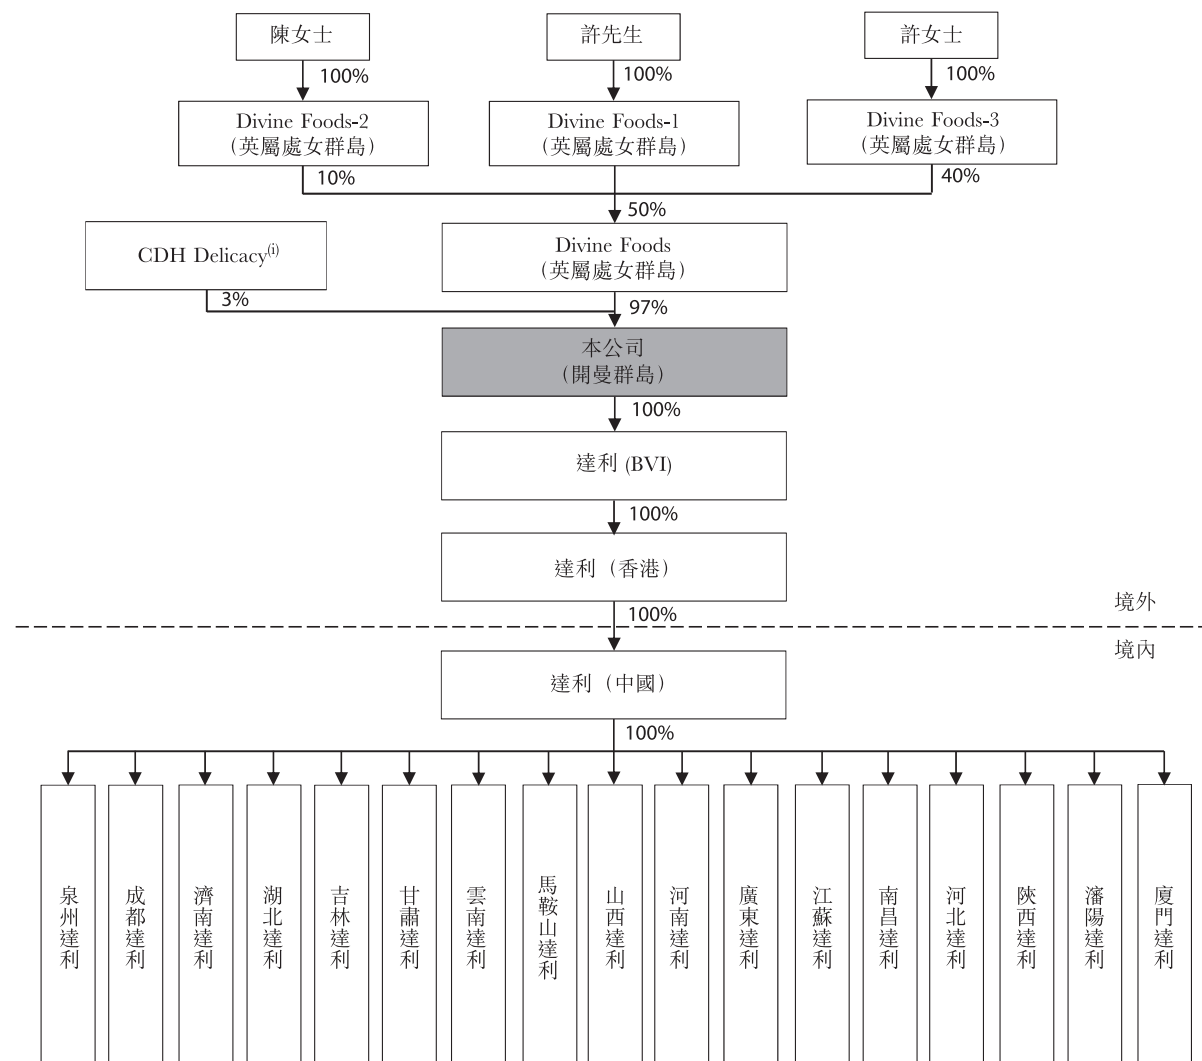 陳女士
許先生
許女士
100%
100%
100%
Divine Foods-2
(英屬處女群島)
Divine Foods-1
(英屬處女群島)
Divine Foods-3
(英屬處女群島)
10%
40%
50%
CDH Delicacy(i)
Divine Foods
(英屬處女群島)
3%
97%
本公司
(開曼群島)
100%
達利 (BVI)
100%
達利（香港）
境外
100%
境內
達利（中國）
100%
泉州達利
成都達利
濟南達利
湖北達利
吉林達利
甘肅達利
雲南達利
馬鞍山達利
山西達利
河南達利
廣東達利
江蘇達利
南昌達利
河北達利
陝西達利
瀋陽達利
廈門達利